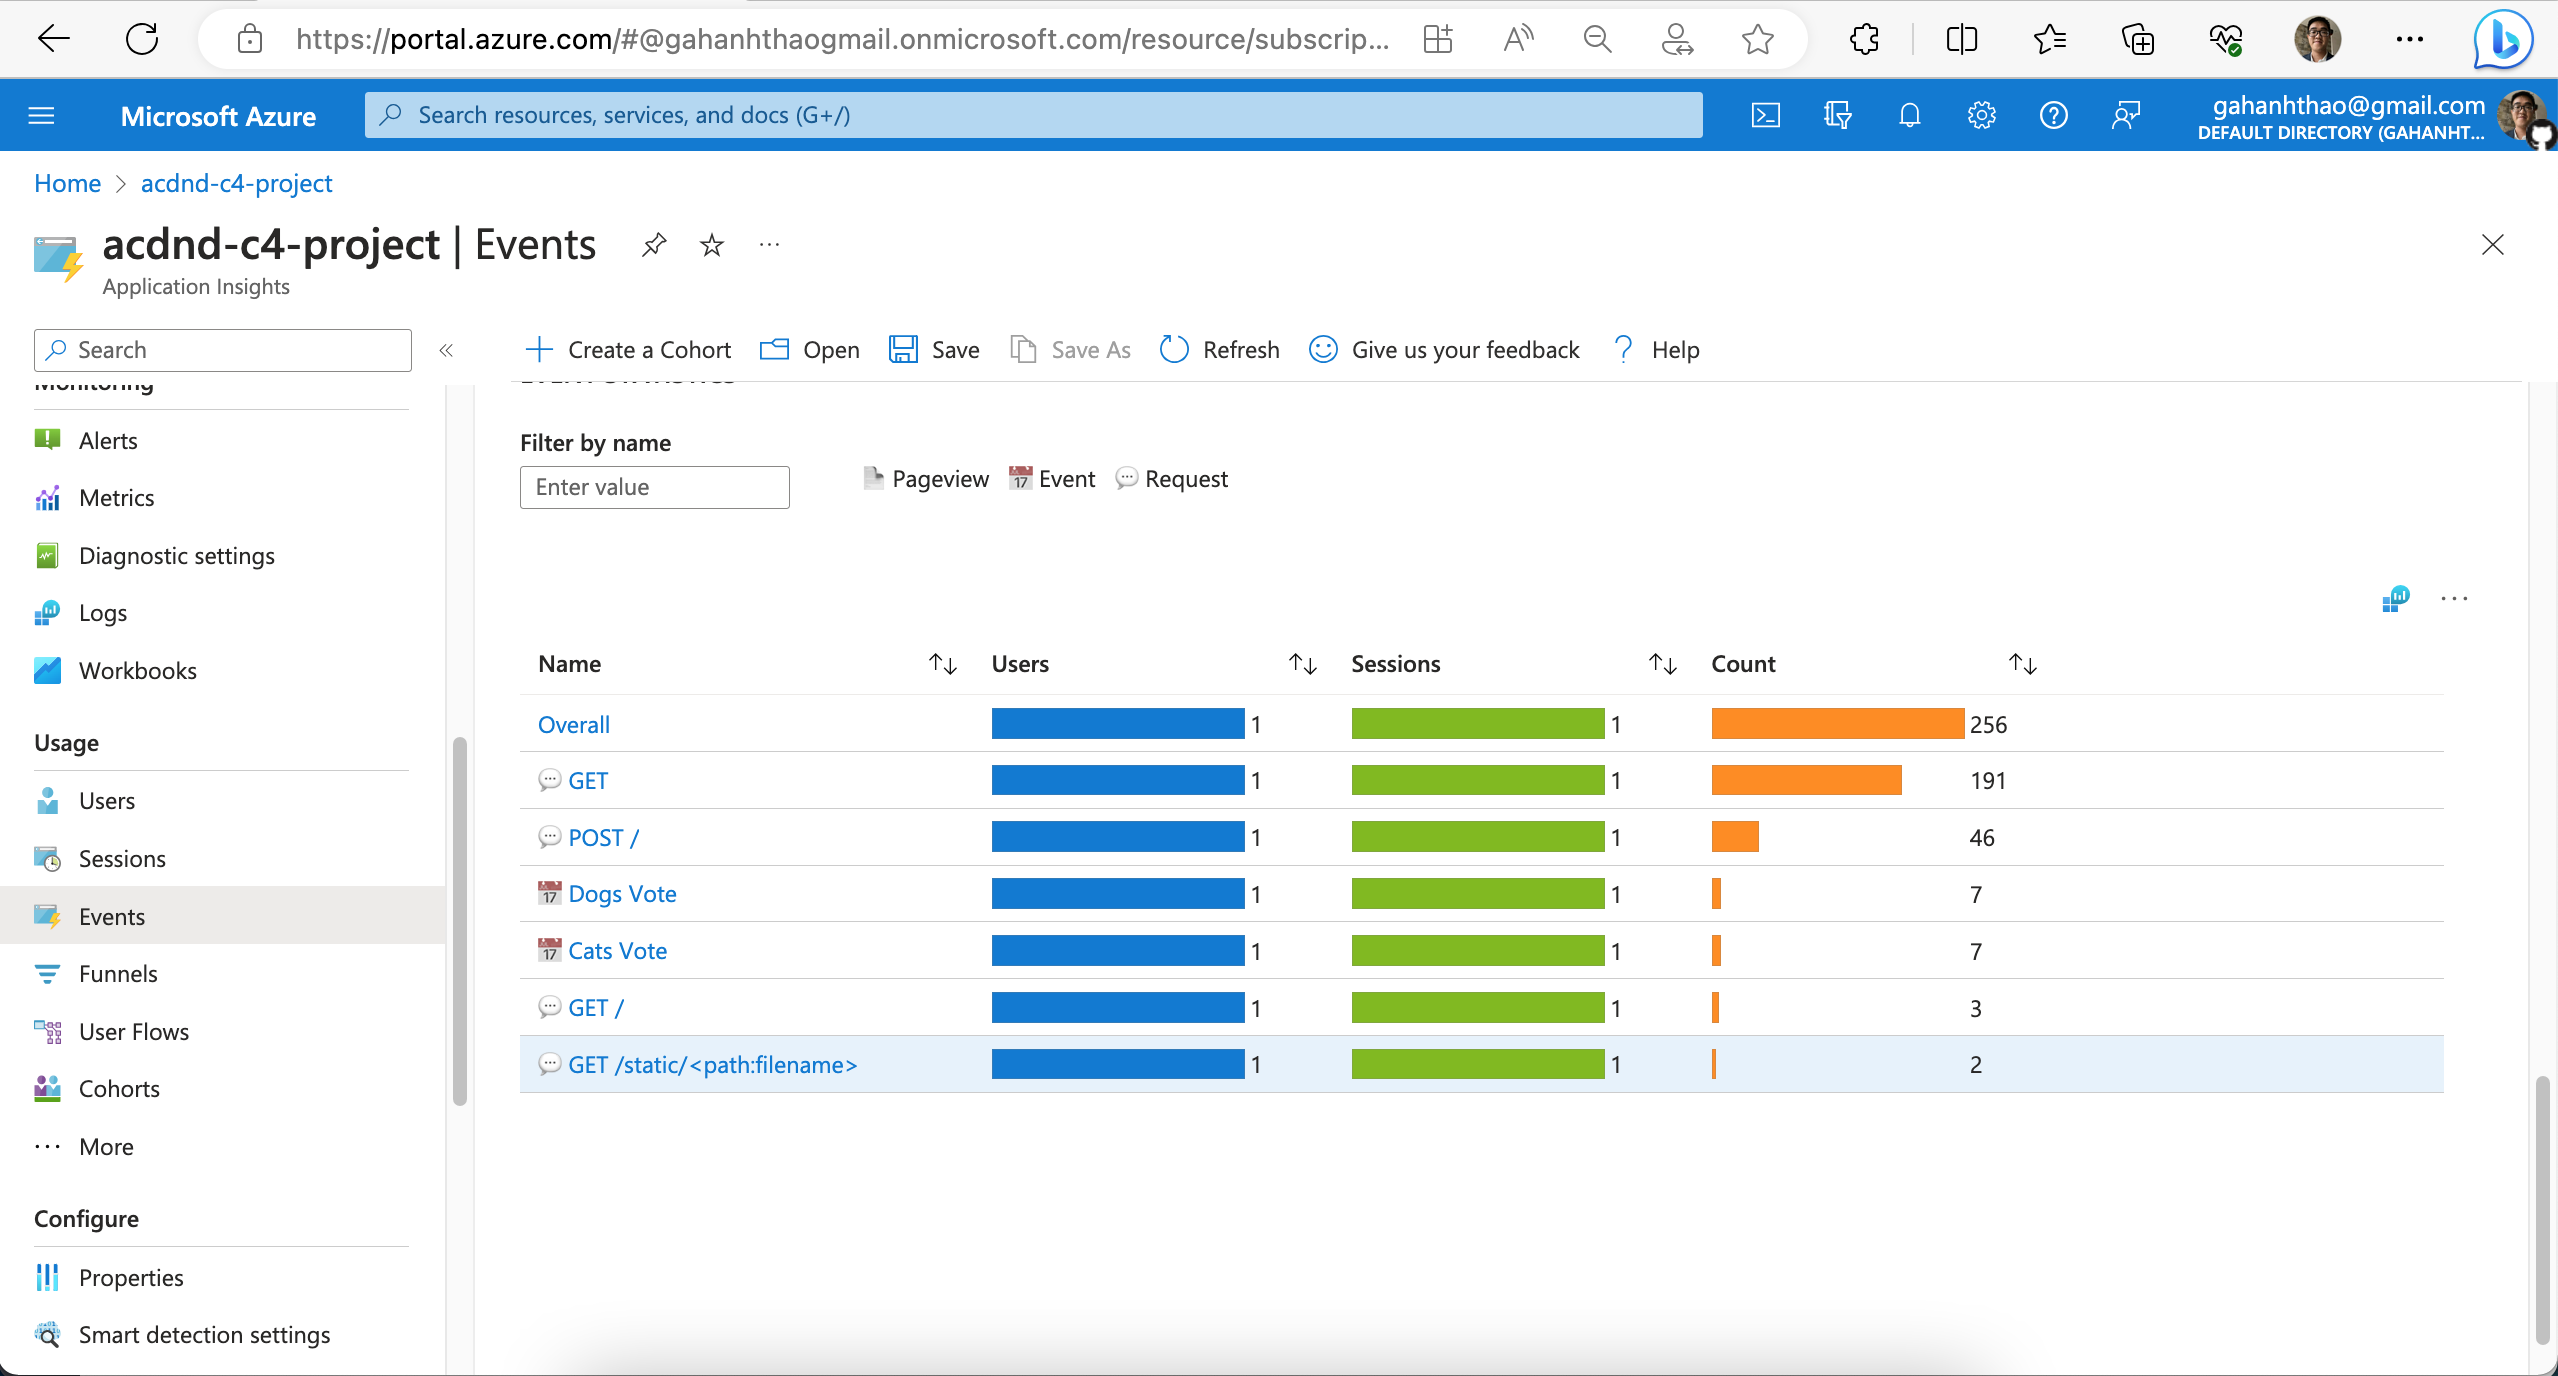 https://portal.azure.com/#@gahanhthaogmail.onmicrosoft.com/resource/subscrip...
Microsoft Azure
Search resources, services, and docs (G+/)
gahanhthao@gmail.com
DEFAULT DIRECTORY (GAHANHT...
Home > acdnd-c4-project
acdnd-c4-project | Events
Application Insights
Search
Create a Cohort
Open
Save
Save As
Refresh
Give us your feedback
Help
Monitoring
Alerts
Metrics
Diagnostic settings
Logs
Workbooks
Usage
Users
Sessions
Events
Funnels
User Flows
Cohorts
More
Configure
Properties
Smart detection settings
Filter by name
Enter value
Pageview 17 Event Request
Name Users Sessions Count
Overall 1 1 256
GET 1 1 191
POST / 1 1 46
17 Dogs Vote 1 1 7
17 Cats Vote 1 1 7
GET / 1 1 3
GET /static/<path:filename> 1 1 2